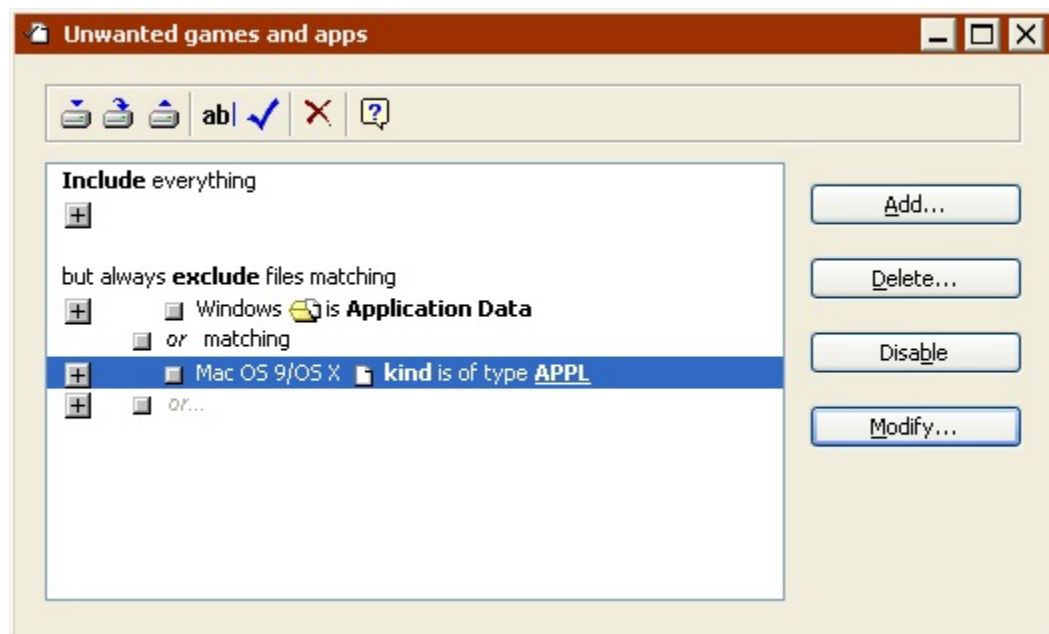 Unwanted games and apps
ab
Include everything
but always exclude files matching
Windows is Application Data
or matching
Mac OS 9/OS X kind is of type APPL
or...
Add...
Delete...
Disable
Modify...